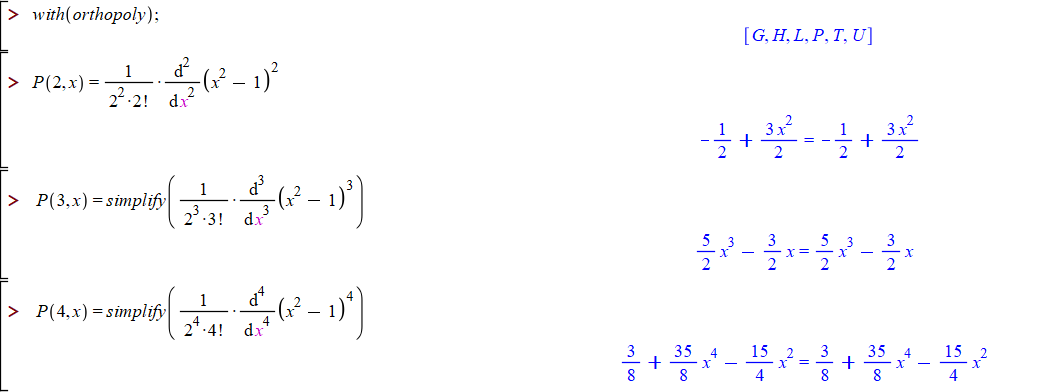 > with(orthopoly);
[G, H, L, P, T, U]
> P(2,x) = 1/(2^2·2!) · d^2/dx^2 (x^2 − 1)^2
−1/2 + 3x^2/2 = −1/2 + 3x^2/2
> P(3,x) = simplify(1/(2^3·3!) · d^3/dx^3 (x^2 − 1)^3)
5/2 x^3 − 3/2 x = 5/2 x^3 − 3/2 x
> P(4,x) = simplify(1/(2^4·4!) · d^4/dx^4 (x^2 − 1)^4)
3/8 + 35/8 x^4 − 15/4 x^2 = 3/8 + 35/8 x^4 − 15/4 x^2